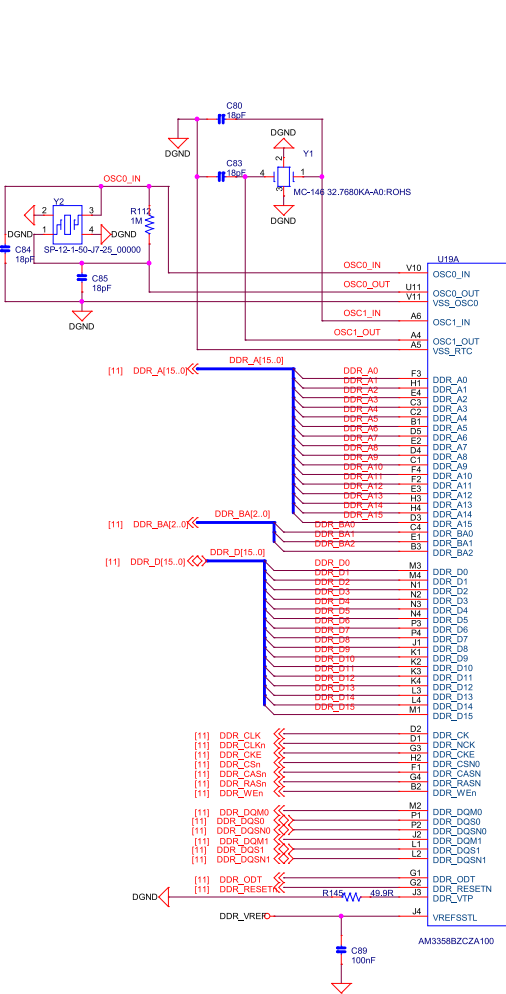 C80
18pF
DGND
DGND
C83
18pF
4
2
1
3
Y1
MC-146 32.7680KA-A0:ROHS
DGND
OSC0_IN
Y2
2
3
1
4
DGND
DGND
SP-12-1-50-J7-25_00000
R112
1M
C84
18pF
C85
18pF
DGND
U19A
OSC0_IN V10 OSC0_IN
OSC0_OUT U11 OSC0_OUT
V11 VSS_OSC0
OSC1_IN A6 OSC1_IN
OSC1_OUT A4 OSC1_OUT
A5 VSS_RTC
[11] DDR_A[15..0] DDR_A[15..0]
DDR_A0 F3 DDR_A0
DDR_A1 H1 DDR_A1
DDR_A2 E4 DDR_A2
DDR_A3 C3 DDR_A3
DDR_A4 C2 DDR_A4
DDR_A5 B1 DDR_A5
DDR_A6 D5 DDR_A6
DDR_A7 E2 DDR_A7
DDR_A8 D4 DDR_A8
DDR_A9 C1 DDR_A9
DDR_A10 F4 DDR_A10
DDR_A11 F2 DDR_A11
DDR_A12 E3 DDR_A12
DDR_A13 H3 DDR_A13
DDR_A14 H4 DDR_A14
DDR_A15 D3 DDR_A15
[11] DDR_BA[2..0] DDR_BA[2..0]
DDR_BA0 C4 DDR_BA0
DDR_BA1 E1 DDR_BA1
DDR_BA2 B3 DDR_BA2
[11] DDR_D[15..0] DDR_D[15..0]
DDR_D0 M3 DDR_D0
DDR_D1 M4 DDR_D1
DDR_D2 N1 DDR_D2
DDR_D3 N2 DDR_D3
DDR_D4 N3 DDR_D4
DDR_D5 N4 DDR_D5
DDR_D6 P3 DDR_D6
DDR_D7 P4 DDR_D7
DDR_D8 J1 DDR_D8
DDR_D9 K1 DDR_D9
DDR_D10 K2 DDR_D10
DDR_D11 K3 DDR_D11
DDR_D12 K4 DDR_D12
DDR_D13 L3 DDR_D13
DDR_D14 L4 DDR_D14
DDR_D15 M1 DDR_D15
[11] DDR_CLK D2 DDR_CK
[11] DDR_CLKn D1 DDR_NCK
[11] DDR_CKE G3 DDR_CKE
[11] DDR_CSn H2 DDR_CSN0
[11] DDR_CASn F1 DDR_CASN
[11] DDR_RASn G4 DDR_RASN
[11] DDR_WEn B2 DDR_WEn
[11] DDR_DQM0 M2 DDR_DQM0
[11] DDR_DQS0 P1 DDR_DQS0
[11] DDR_DQSN0 P2 DDR_DQSN0
[11] DDR_DQM1 J2 DDR_DQM1
[11] DDR_DQS1 L1 DDR_DQS1
[11] DDR_DQSN1 L2 DDR_DQSN1
[11] DDR_ODT G1 DDR_ODT
[11] DDR_RESETn G2 DDR_RESETN
DGND R145 49.9R J3 DDR_VTP
DDR_VREF J4 VREFSSTL
AM3358BZCZA100
C89
100nF